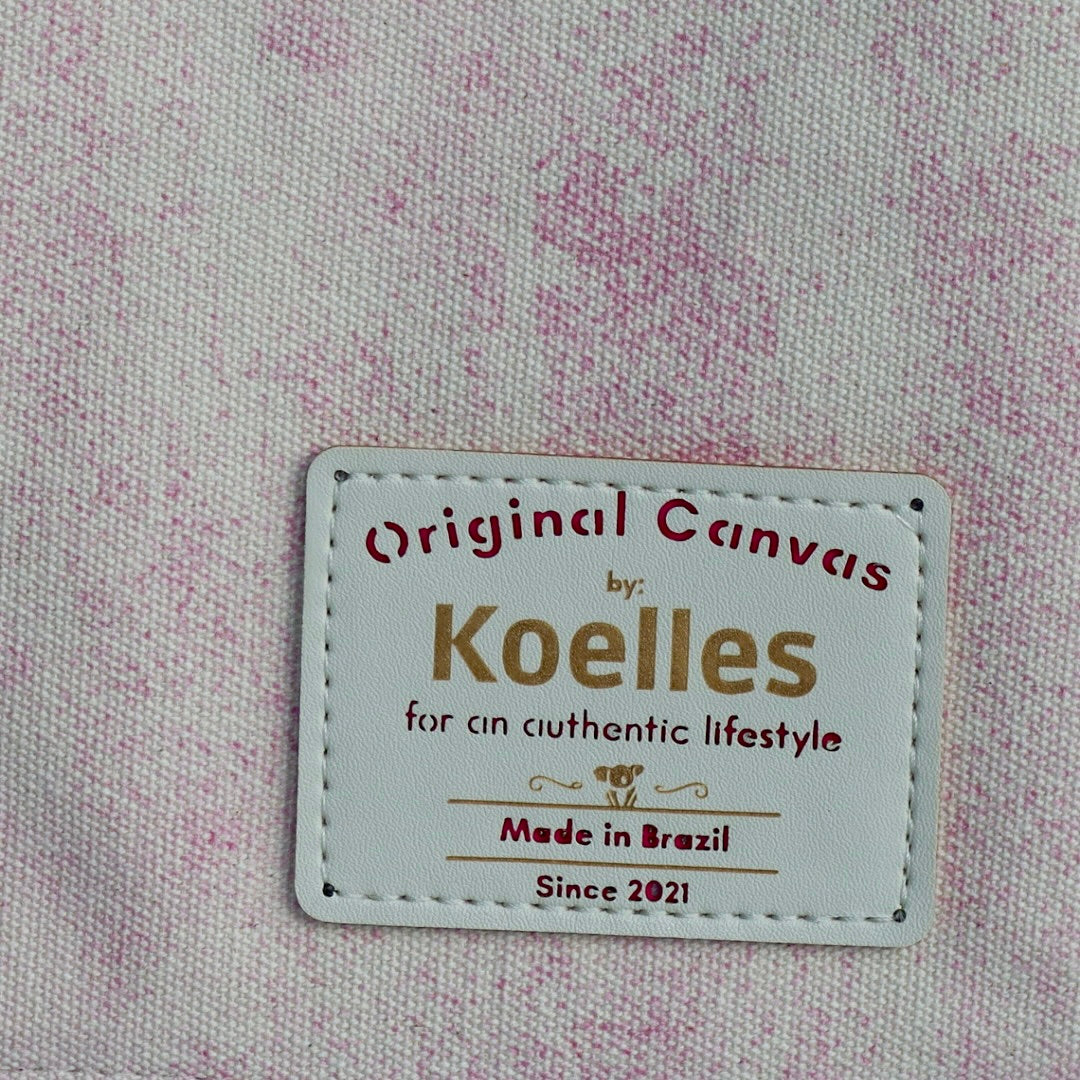 Original Canvas
by:
Koelles
for an authentic lifestyle
Made in Brazil
Since 2021